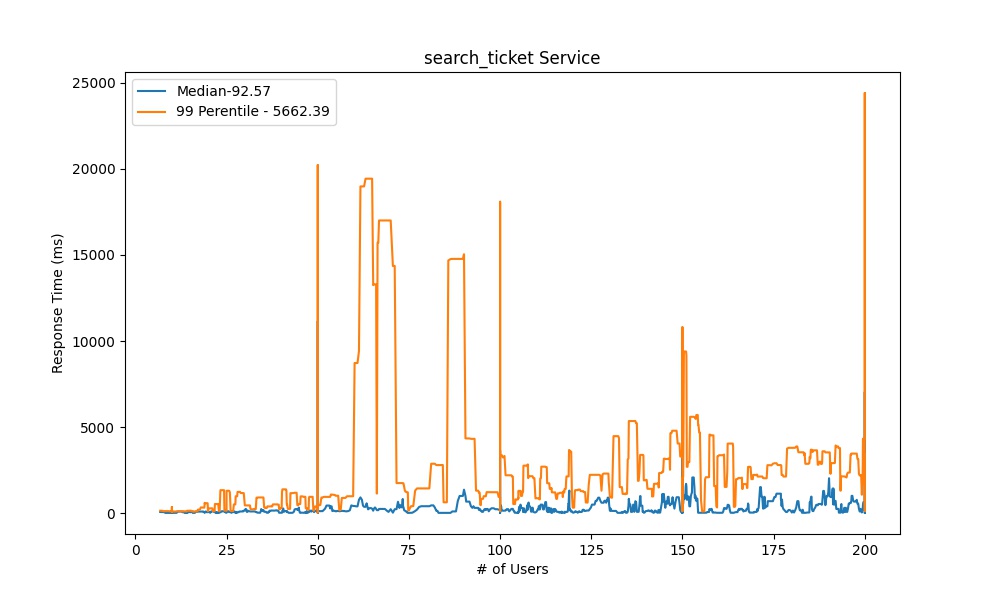 search_ticket Service
Median-92.57
99 Perentile - 5662.39
Response Time (ms)
25000
20000
15000
10000
5000
0
0 25 50 75 100 125 150 175 200
# of Users